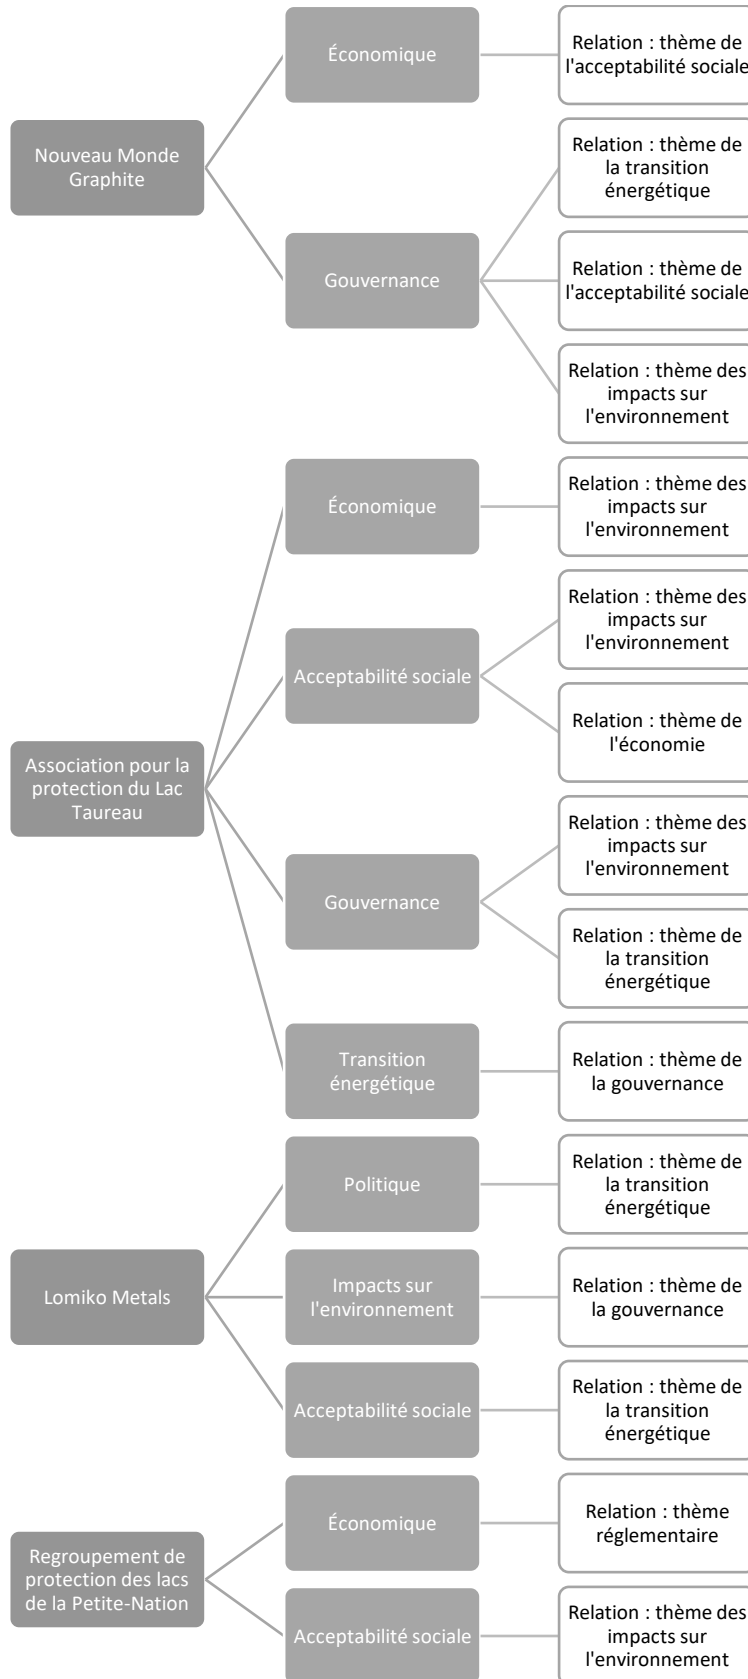 Nouveau Monde
Graphite
Économique
Relation : thème de
l'acceptabilité sociale
Gouvernance
Relation : thème de
la transition
énergétique
Relation : thème de
l'acceptabilité sociale
Relation : thème des
impacts sur
l'environnement
Association pour la
protection du Lac
Taureau
Économique
Relation : thème des
impacts sur
l'environnement
Acceptabilité sociale
Relation : thème des
impacts sur
l'environnement
Relation : thème de
l'économie
Gouvernance
Relation : thème des
impacts sur
l'environnement
Relation : thème de
la transition
énergétique
Transition
énergétique
Relation : thème de
la gouvernance
Lomiko Metals
Politique
Relation : thème de
la transition
énergétique
Impacts sur
l'environnement
Relation : thème de
la gouvernance
Acceptabilité sociale
Relation : thème de
la transition
énergétique
Regroupement de
protection des lacs
de la Petite-Nation
Économique
Relation : thème
réglementaire
Acceptabilité sociale
Relation : thème des
impacts sur
l'environnement